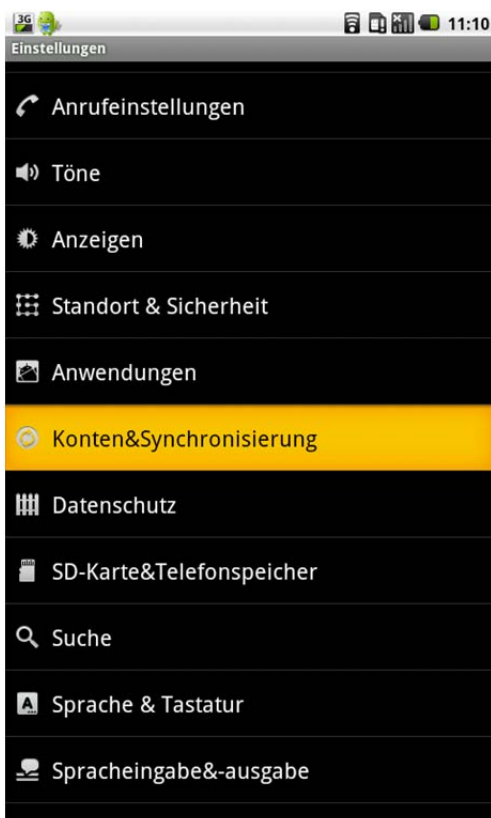 3G 11:10
Einstellungen
Anrufeinstellungen
Töne
Anzeigen
Standort & Sicherheit
Anwendungen
Konten&Synchronisierung
Datenschutz
SD-Karte&Telefonspeicher
Suche
A Sprache & Tastatur
Spracheingabe&-ausgabe